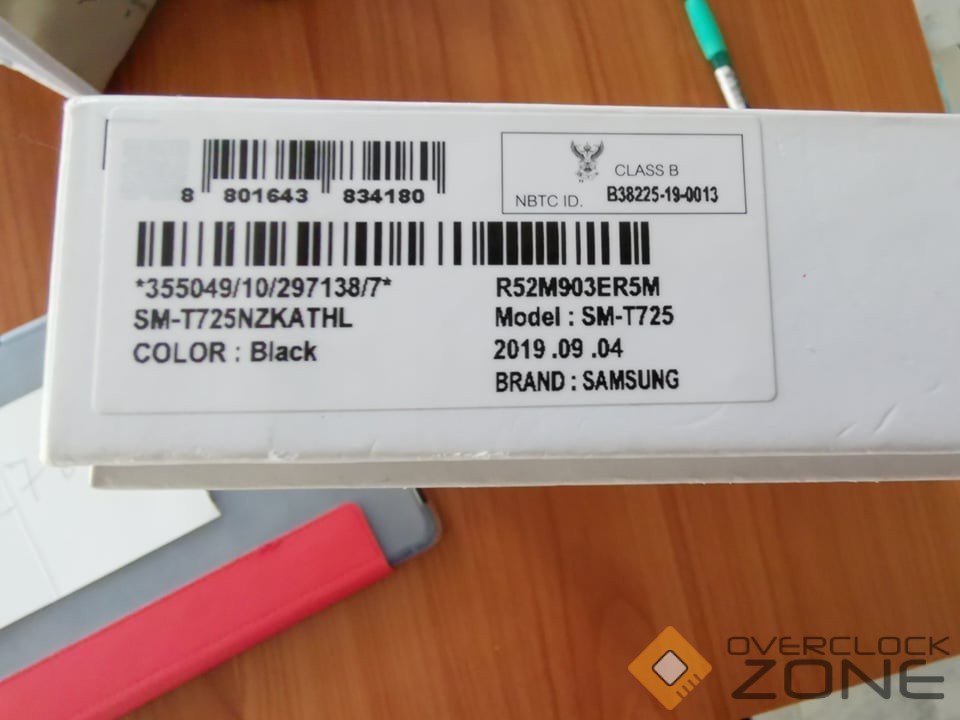 8 801643 834180
CLASS B
NBTC ID. B38225-19-0013
*355049/10/297138/7*
SM-T725NZKATHL
COLOR : Black
R52M903ER5M
Model : SM-T725
2019 .09 .04
BRAND : SAMSUNG
OVERCLOCK
ZONE